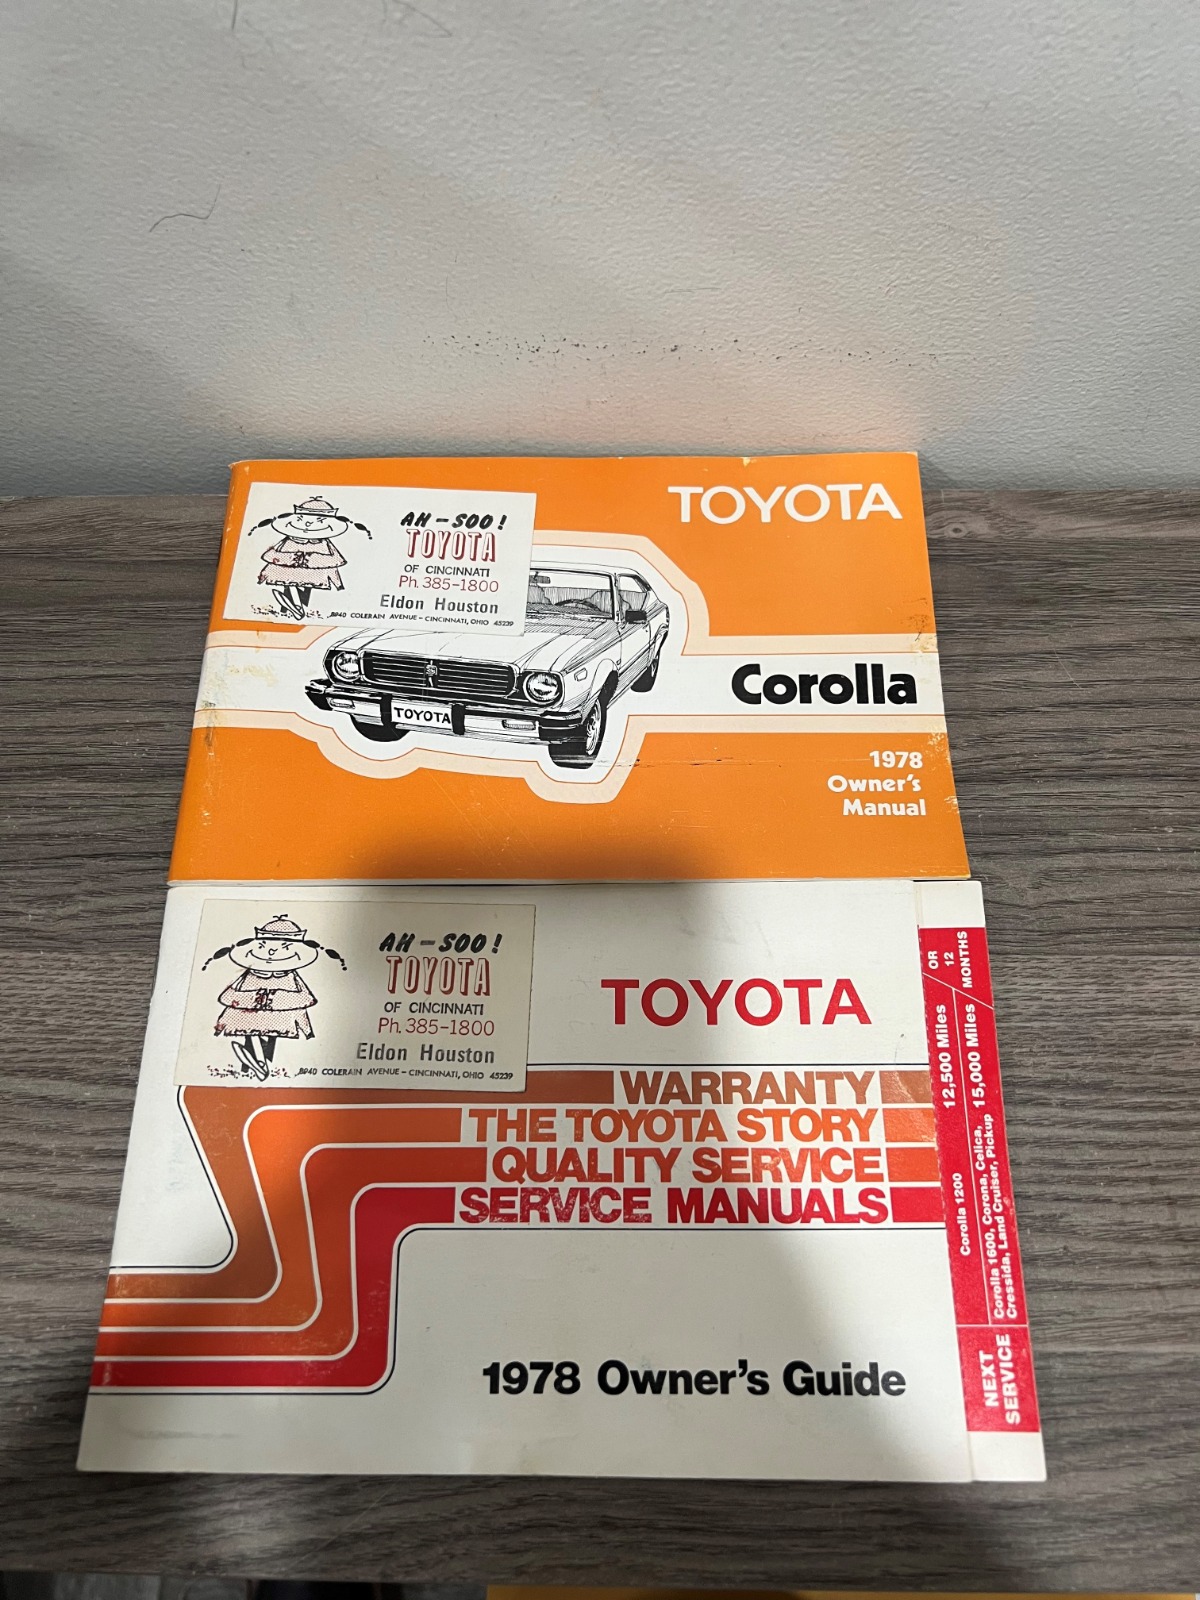 AH-SOO!
TOYOTA
OF CINCINNATI
Ph. 385-1800
Eldon Houston
8940 COLERAIN AVENUE - CINCINNATI, OHIO 45239
TOYOTA
TOYOTA
Corolla
1978
Owner's
Manual
AH-SOO!
TOYOTA
OF CINCINNATI
Ph. 385-1800
Eldon Houston
8940 COLERAIN AVENUE - CINCINNATI, OHIO 45239
TOYOTA
WARRANTY
THE TOYOTA STORY
QUALITY SERVICE
SERVICE MANUALS
1978 Owner's Guide
NEXT
SERVICE
Corolla 1200 12,500 Miles
Corolla 1600, Corona, Celica,
Cressida, Land Cruiser, Pickup 15,000 Miles
OR
12
MONTHS